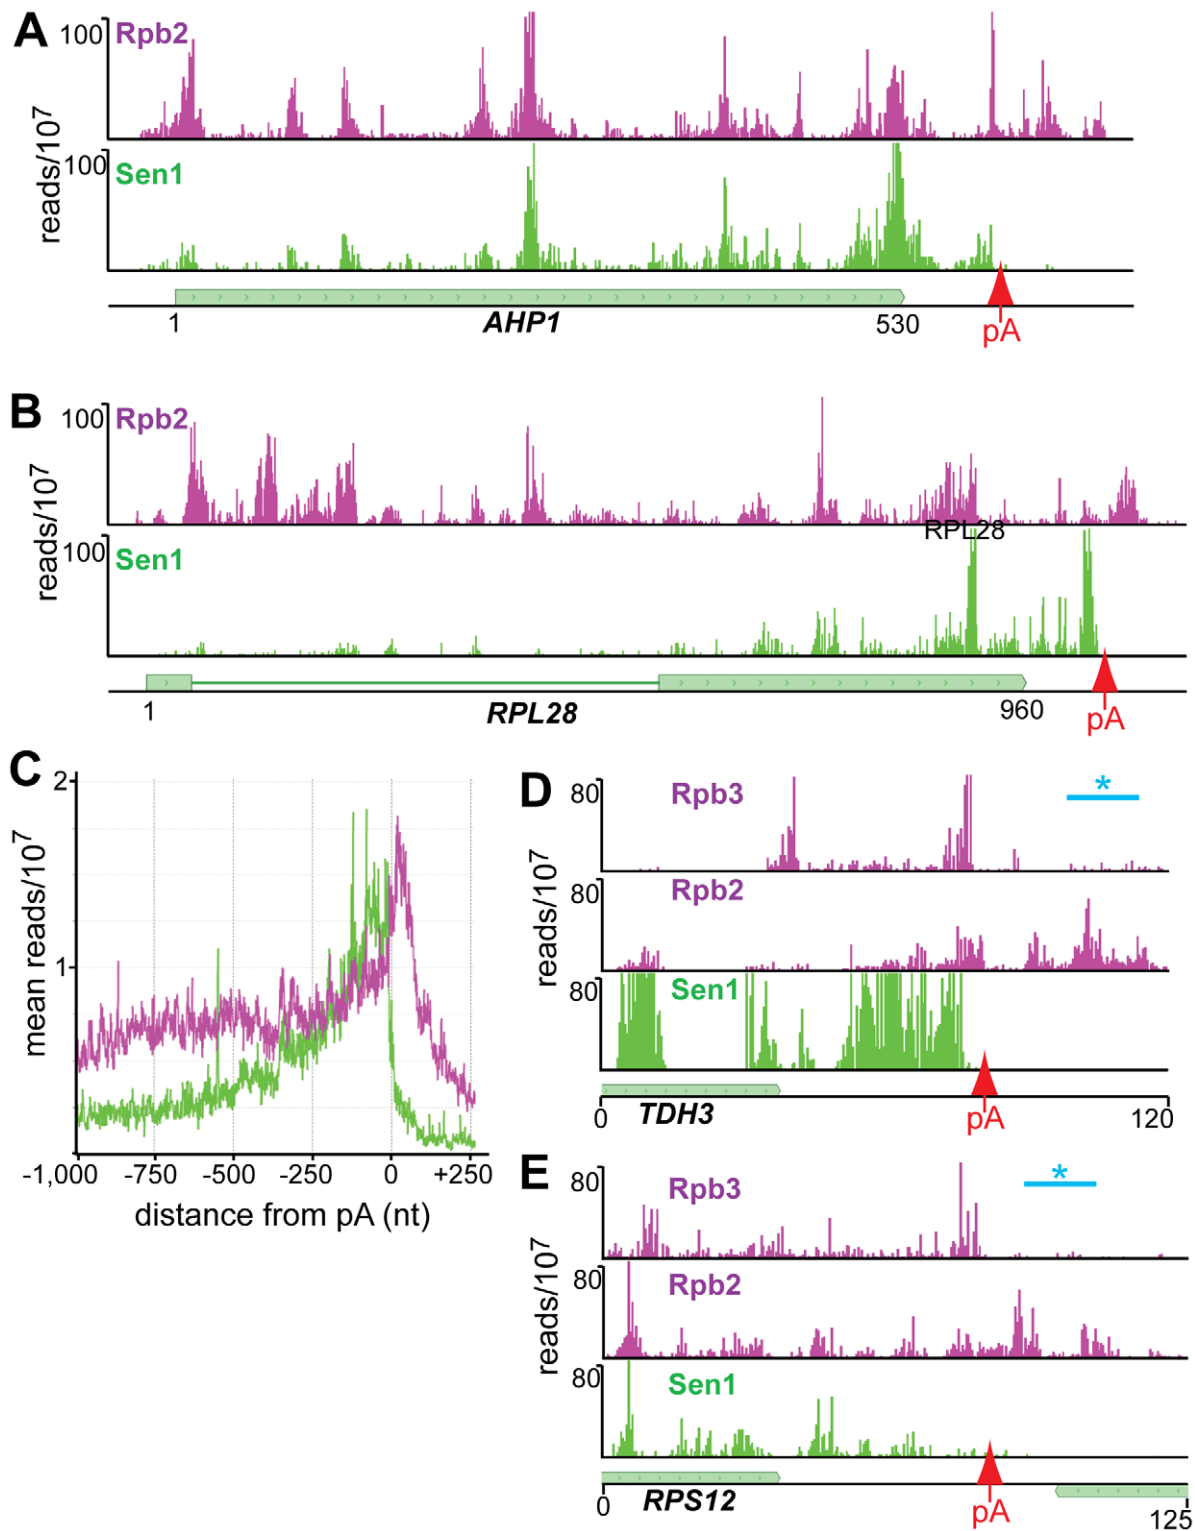 A
100
Rpb2
reads/10^7
100
Sen1
1
AHP1
530
pA
B
100
Rpb2
reads/10^7
RPL28
100
Sen1
1
RPL28
960
pA
C
2
1
mean reads/10^7
-1,000 -750 -500 -250 0 +250
distance from pA (nt)
D
80
Rpb3
*
reads/10^7
80
Rpb2
80
Sen1
0
TDH3
pA
120
E
80
Rpb3
*
reads/10^7
80
Rpb2
80
Sen1
0
RPS12
pA
125